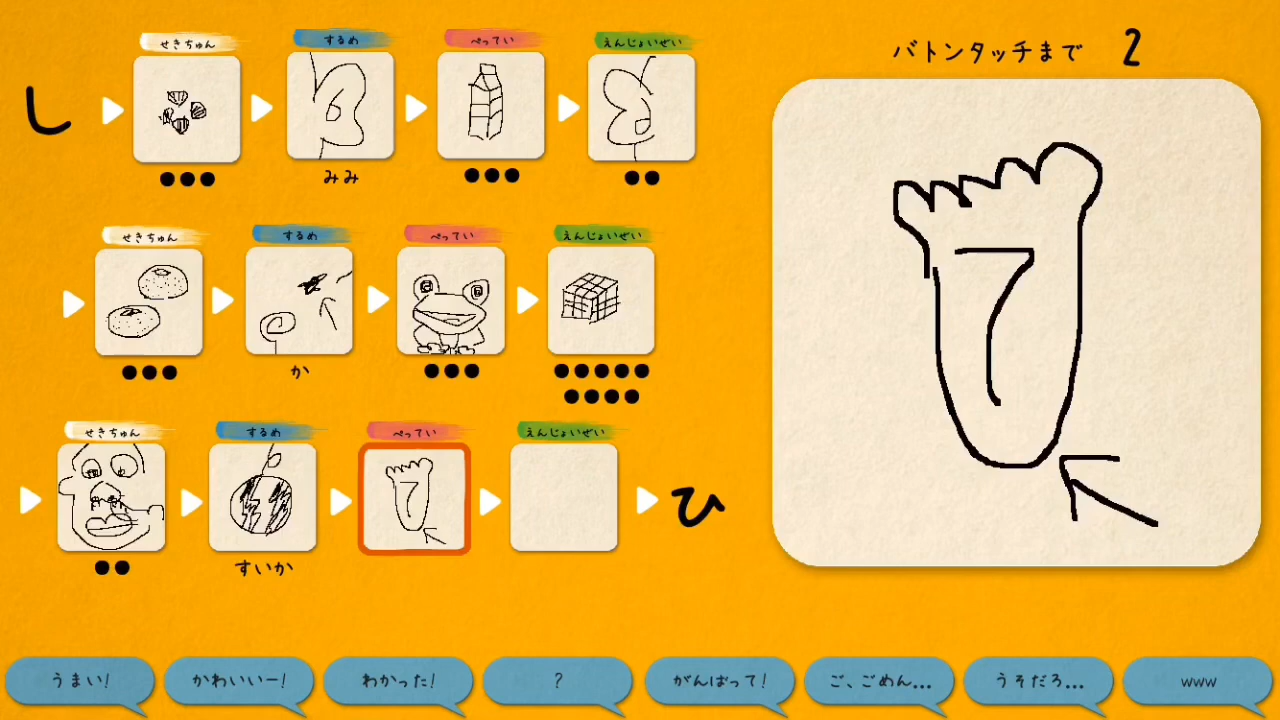 せきちゅん するめ ぺってい えんじょいぜい
バトンタッチまで 2
し
みみ
せきちゅん するめ ぺってい えんじょいぜい
か
せきちゅん するめ ぺってい えんじょいぜい
ひ
すいか
うまい! かわいいー! わかった! ? がんばって! ご、ごめん... うそだろ... www